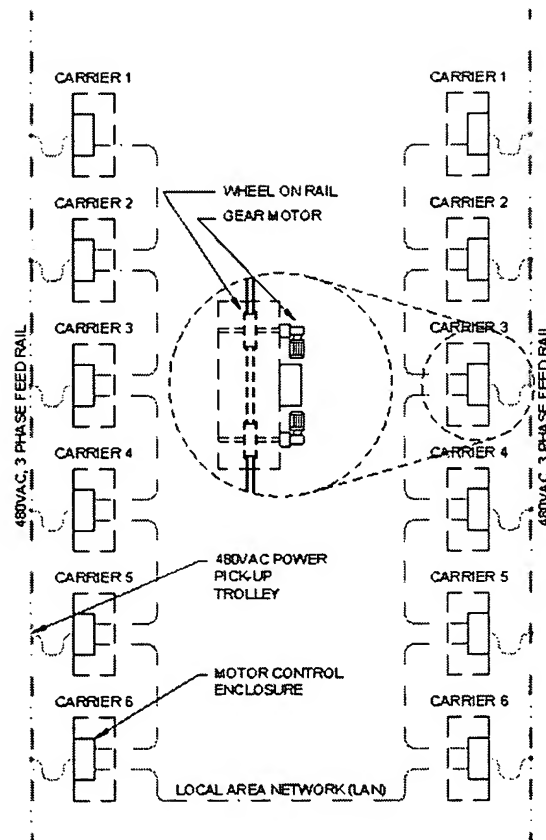 CARRIER 1
CARRIER 1
WHEEL ON RAIL
GEAR MOTOR
CARRIER 2
CARRIER 2
CARRIER 3
CARRIER 3
480VAC, 3 PHASE FEED RAIL
480VAC, 3 PHASE FEED RAIL
CARRIER 4
CARRIER 4
480VAC POWER
PICK-UP
TROLLEY
CARRIER 5
CARRIER 5
MOTOR CONTROL
ENCLOSURE
CARRIER 6
CARRIER 6
LOCAL AREA NETWORK (LAN)